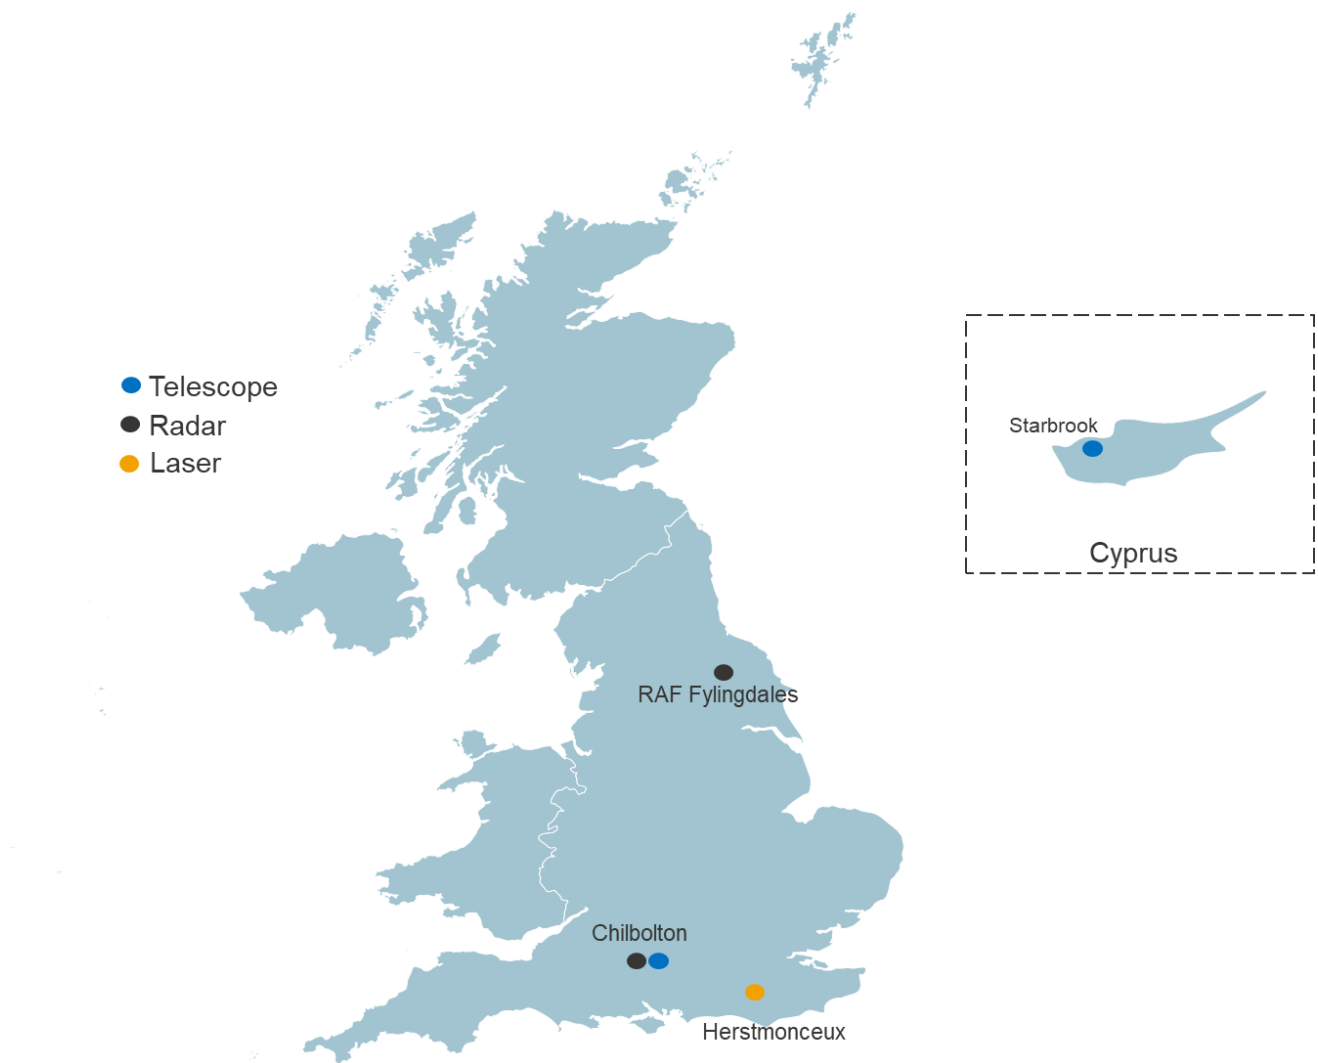 Telescope
Radar
Laser
Starbrook
Cyprus
RAF Fylingdales
Chilbolton
Herstmonceux